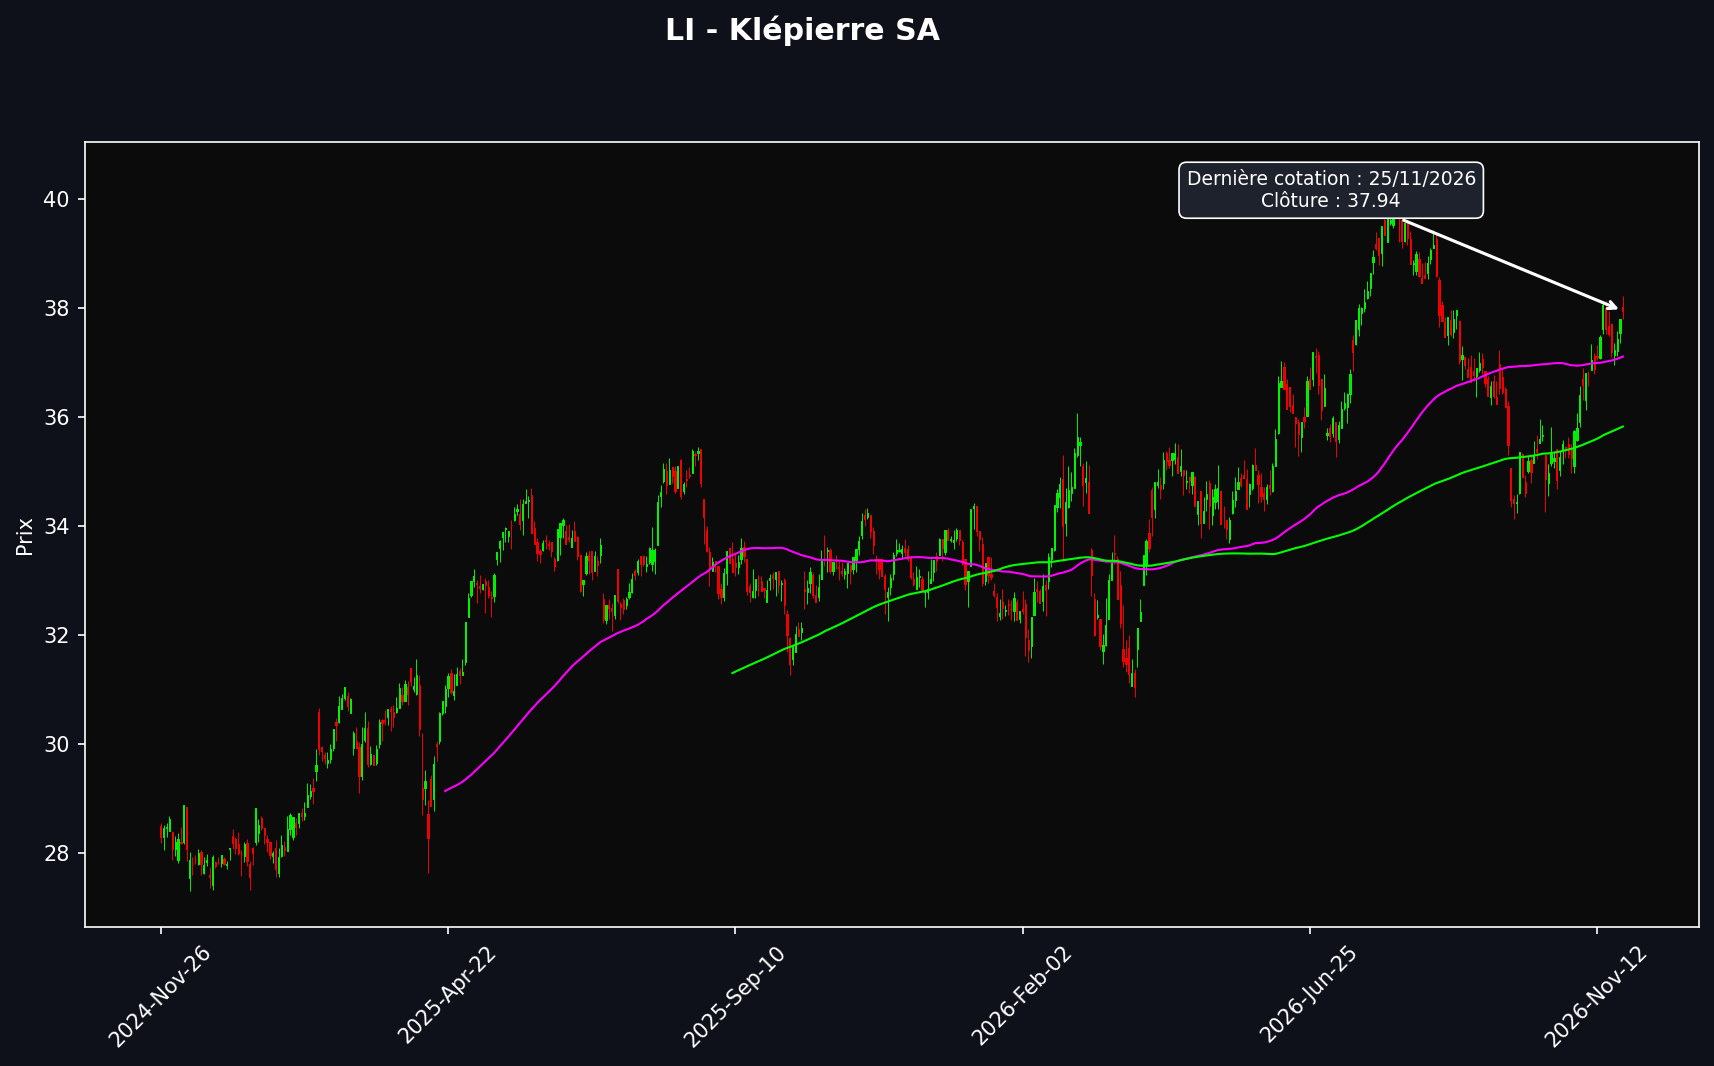 LI - Klépierre SA
Dernière cotation : 25/11/2026
Clôture : 37.94
Prix
40
38
36
34
32
30
28
2024-Nov-26
2025-Apr-22
2025-Sep-10
2026-Feb-02
2026-Jun-25
2026-Nov-12